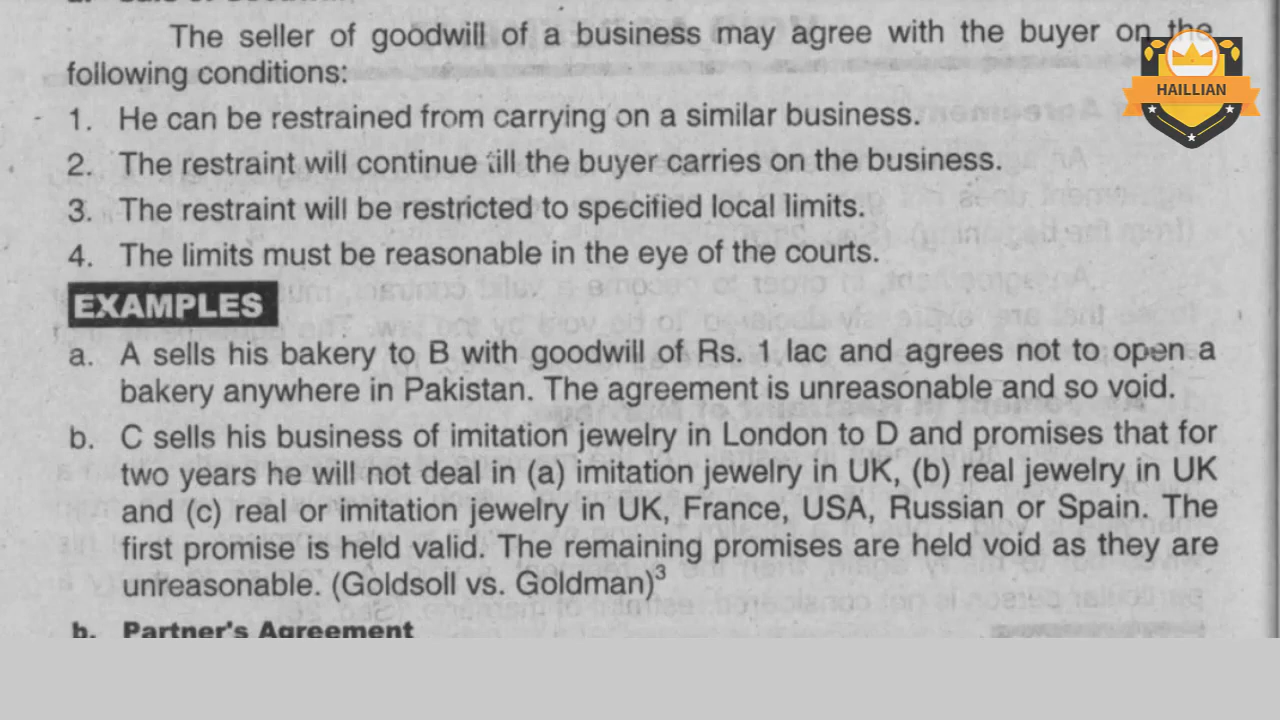 The seller of goodwill of a business may agree with the buyer on the
following conditions:
HAILLIAN
1. He can be restrained from carrying on a similar business.
2. The restraint will continue till the buyer carries on the business.
3. The restraint will be restricted to specified local limits.
4. The limits must be reasonable in the eye of the courts.
EXAMPLES
a. A sells his bakery to B with goodwill of Rs. 1 lac and agrees not to open a
bakery anywhere in Pakistan. The agreement is unreasonable and so void.
b. C sells his business of imitation jewelry in London to D and promises that for
two years he will not deal in (a) imitation jewelry in UK, (b) real jewelry in UK
and (c) real or imitation jewelry in UK, France, USA, Russian or Spain. The
first promise is held valid. The remaining promises are held void as they are
unreasonable. (Goldsoll vs. Goldman)3
b. Partner's Agreement